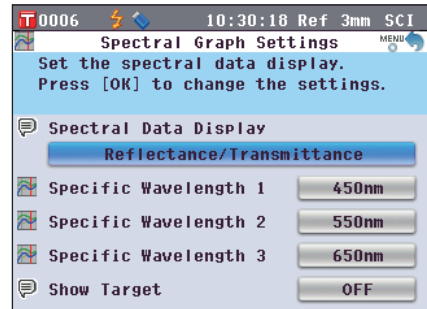 T0006 10:30:18 Ref 3mm SCI
Spectral Graph Settings MENU
Set the spectral data display.
Press [OK] to change the settings.
Spectral Data Display
Reflectance/Transmittance
Specific Wavelength 1 450nm
Specific Wavelength 2 550nm
Specific Wavelength 3 650nm
Show Target OFF